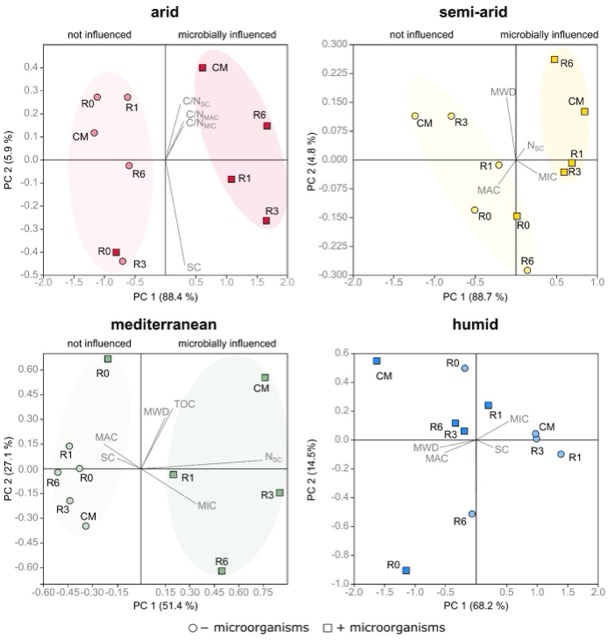 arid
not influenced
microbially influenced
0.4
0.3
0.2
0.1
0.0
-0.1
-0.2
-0.3
-0.4
-0.5
PC 2 (5.9 %)
R0
R1
CM
R6
R0
R3
CM
R6
R1
R3
C/NSC
C/NMAC
C/NMIC
SC
-1.5 -1.0 -0.5 0.0 0.5 1.0 1.5 2.0
PC 1 (88.4 %)
semi-arid
not influenced
microbially influenced
0.300
0.225
0.150
0.075
0.000
-0.075
-0.150
-0.225
-0.300
PC 2 (4.8 %)
R6
CM
MWD
CM
R3
NSC
R1
R1
R3
MIC
MAC
R0
R0
R6
-2.0 -1.5 -1.0 -0.5 0.0 0.5 1.0
PC 1 (88.7 %)
mediterranean
not influenced
microbially influenced
0.60
0.45
0.30
0.15
0.00
-0.15
-0.30
-0.45
-0.60
PC 2 (27.1 %)
R0
CM
TOC
MWD
MAC
R1
SC
NSC
R6
R0
R1
R3
CM
MIC
R3
R6
-0.60 -0.45 -0.30 -0.15 0.00 0.15 0.30 0.45 0.60 0.75
PC 1 (51.4 %)
humid
0.6
0.4
0.2
0.0
-0.2
-0.4
-0.6
-0.8
-1.0
PC 2 (14.5%)
R0
CM
R1
MIC
R6
R3
CM
MWD
SC
R3
MAC
R1
R6
R0
-2.0 -1.5 -1.0 -0.5 0.0 0.5 1.0 1.5 2.0
PC 1 (68.2 %)
− microorganisms + microorganisms